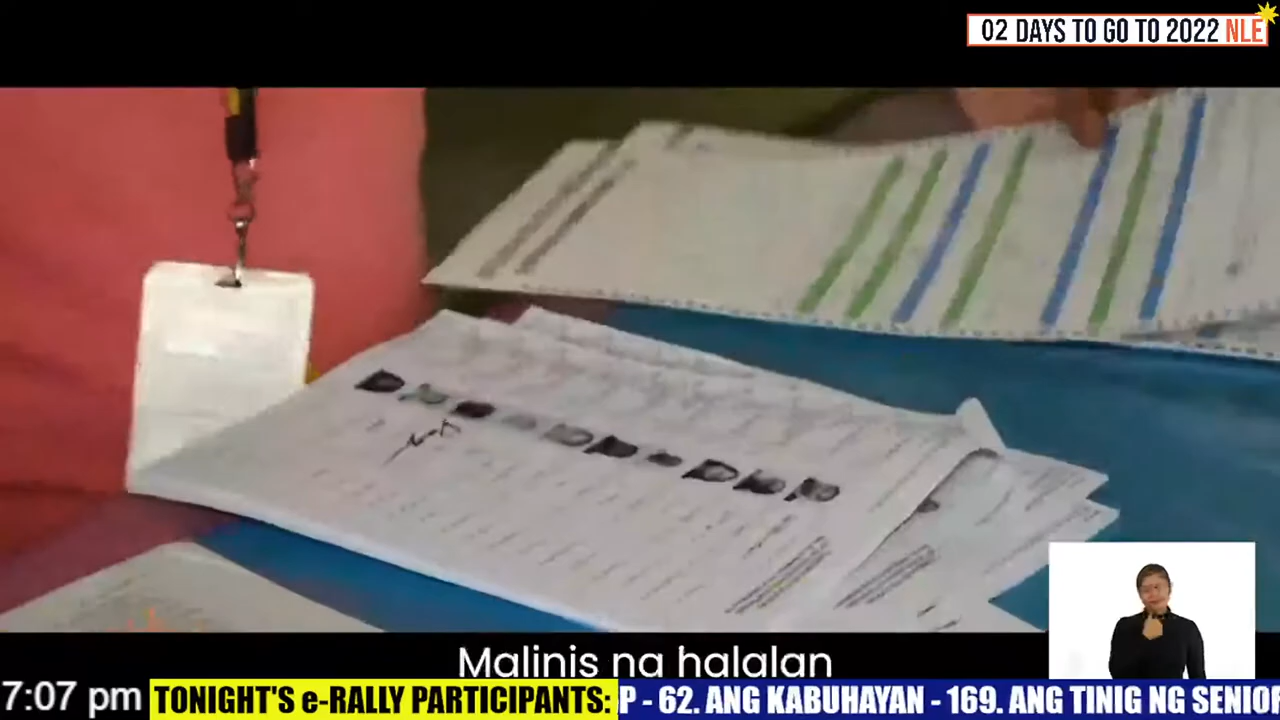 02 DAYS TO GO TO 2022 NLE
Malinis na halalan
7:07 pm TONIGHT'S e-RALLY PARTICIPANTS: P - 62. ANG KABUHAYAN - 169. ANG TINIG NG SENIO